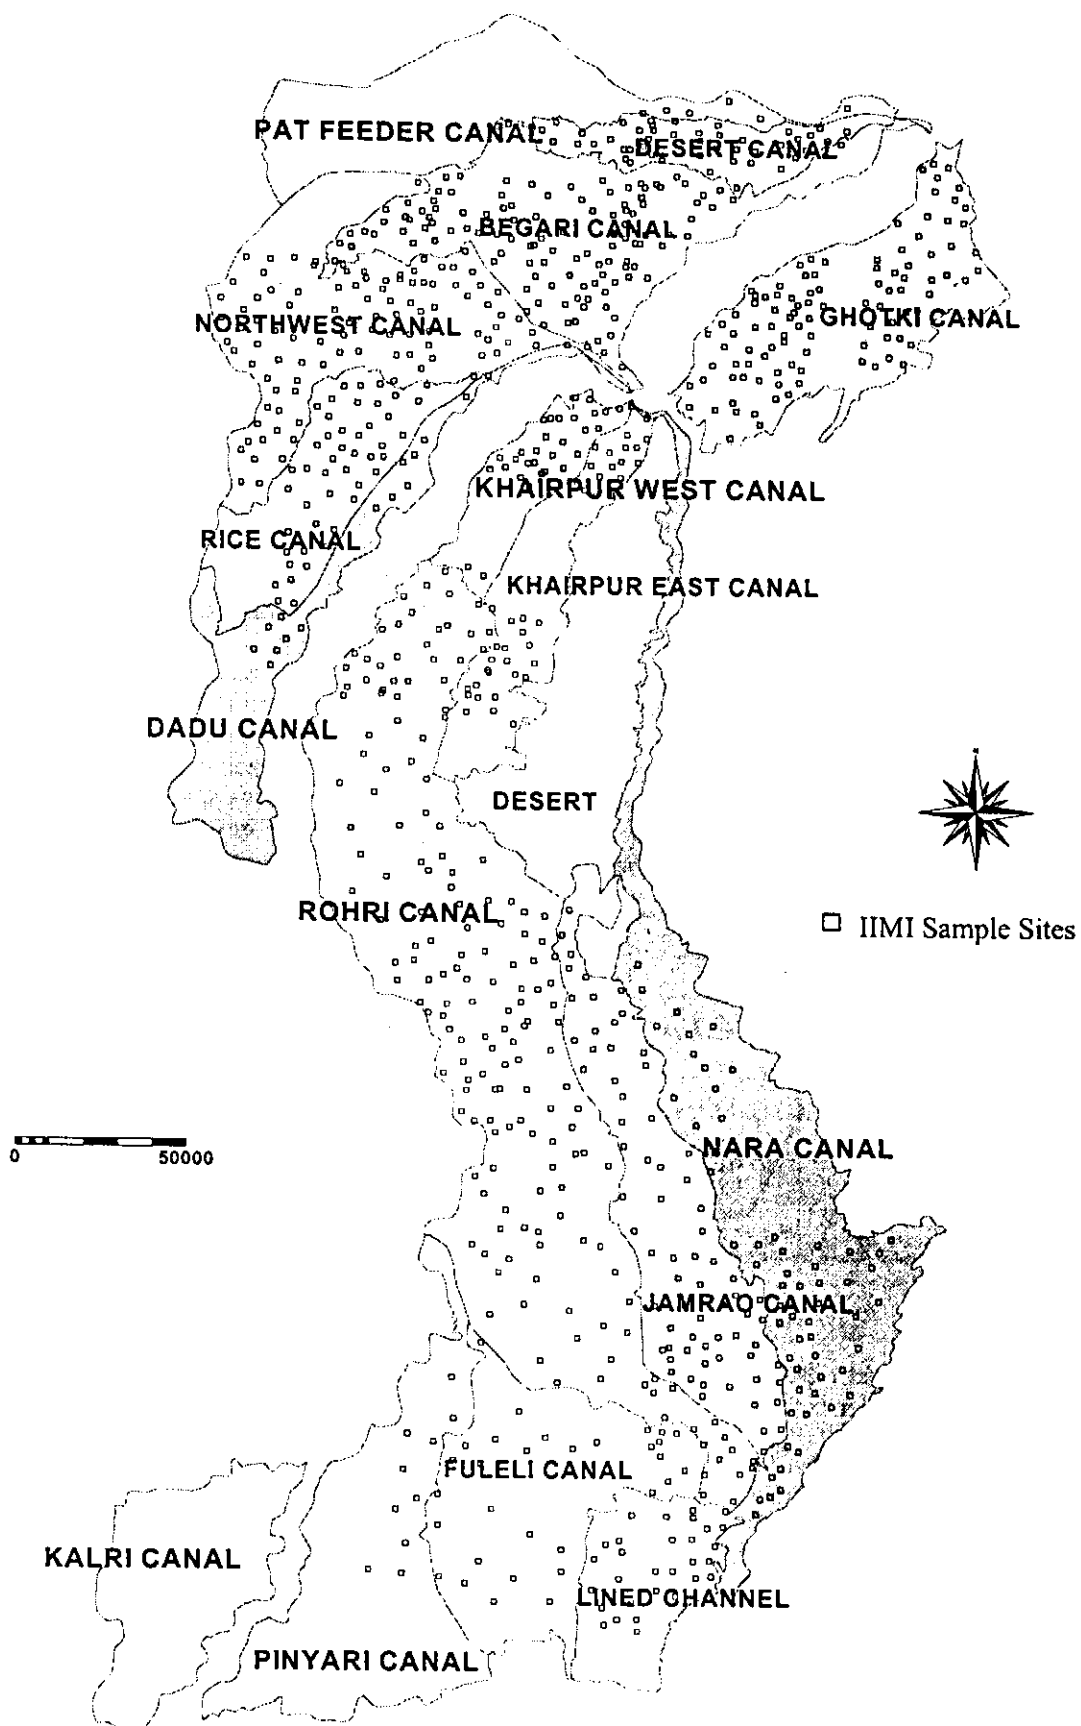 PAT FEEDER CANAL
DESERT CANAL
BEGARI CANAL
NORTHWEST CANAL
GHOTKI CANAL
KHAIRPUR WEST CANAL
RICE CANAL
KHAIRPUR EAST CANAL
DADU CANAL
DESERT
ROHRI CANAL
IIMI Sample Sites
NARA CANAL
0 50000
JAMRAO CANAL
FULELI CANAL
KALRI CANAL
LINED CHANNEL
PINYARI CANAL